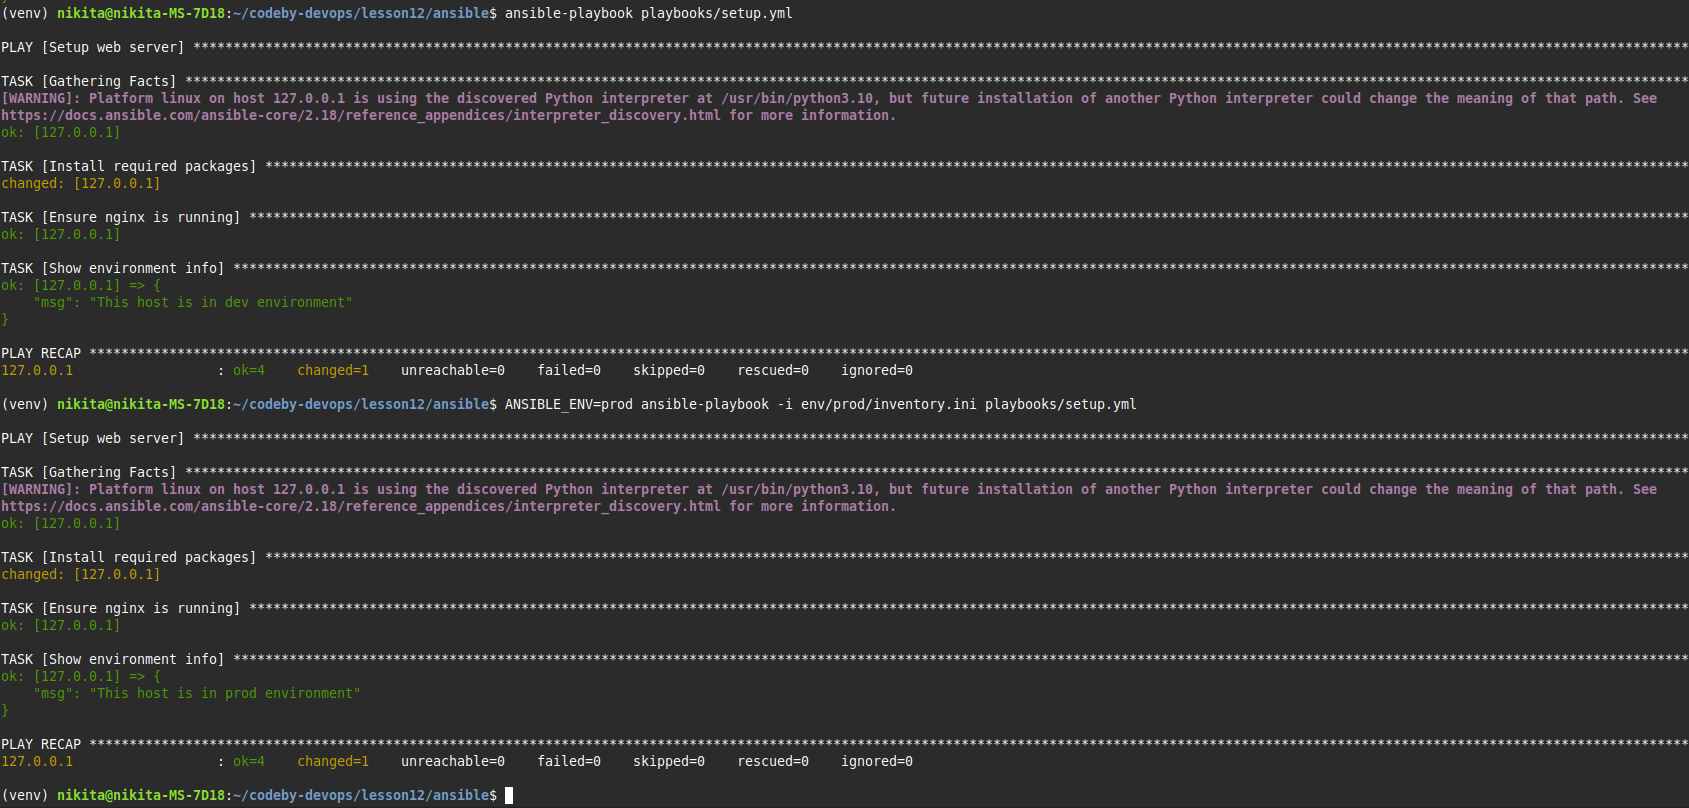 (venv) nikita@nikita-MS-7D18:~/codeby-devops/lesson12/ansible$ ansible-playbook playbooks/setup.yml
PLAY [Setup web server] ***********************************************************************************************************************************************************************************************
TASK [Gathering Facts] ************************************************************************************************************************************************************************************************
[WARNING]: Platform linux on host 127.0.0.1 is using the discovered Python interpreter at /usr/bin/python3.10, but future installation of another Python interpreter could change the meaning of that path. See
https://docs.ansible.com/ansible-core/2.18/reference_appendices/interpreter_discovery.html for more information.
ok: [127.0.0.1]
TASK [Install required packages] **************************************************************************************************************************************************************************************
changed: [127.0.0.1]
TASK [Ensure nginx is running] ****************************************************************************************************************************************************************************************
ok: [127.0.0.1]
TASK [Show environment info] ******************************************************************************************************************************************************************************************
ok: [127.0.0.1] => {
    "msg": "This host is in dev environment"
}
PLAY RECAP ************************************************************************************************************************************************************************************************************
127.0.0.1                  : ok=4    changed=1    unreachable=0    failed=0    skipped=0    rescued=0    ignored=0
(venv) nikita@nikita-MS-7D18:~/codeby-devops/lesson12/ansible$ ANSIBLE_ENV=prod ansible-playbook -i env/prod/inventory.ini playbooks/setup.yml
PLAY [Setup web server] ***********************************************************************************************************************************************************************************************
TASK [Gathering Facts] ************************************************************************************************************************************************************************************************
[WARNING]: Platform linux on host 127.0.0.1 is using the discovered Python interpreter at /usr/bin/python3.10, but future installation of another Python interpreter could change the meaning of that path. See
https://docs.ansible.com/ansible-core/2.18/reference_appendices/interpreter_discovery.html for more information.
ok: [127.0.0.1]
TASK [Install required packages] **************************************************************************************************************************************************************************************
changed: [127.0.0.1]
TASK [Ensure nginx is running] ****************************************************************************************************************************************************************************************
ok: [127.0.0.1]
TASK [Show environment info] ******************************************************************************************************************************************************************************************
ok: [127.0.0.1] => {
    "msg": "This host is in prod environment"
}
PLAY RECAP ************************************************************************************************************************************************************************************************************
127.0.0.1                  : ok=4    changed=1    unreachable=0    failed=0    skipped=0    rescued=0    ignored=0
(venv) nikita@nikita-MS-7D18:~/codeby-devops/lesson12/ansible$